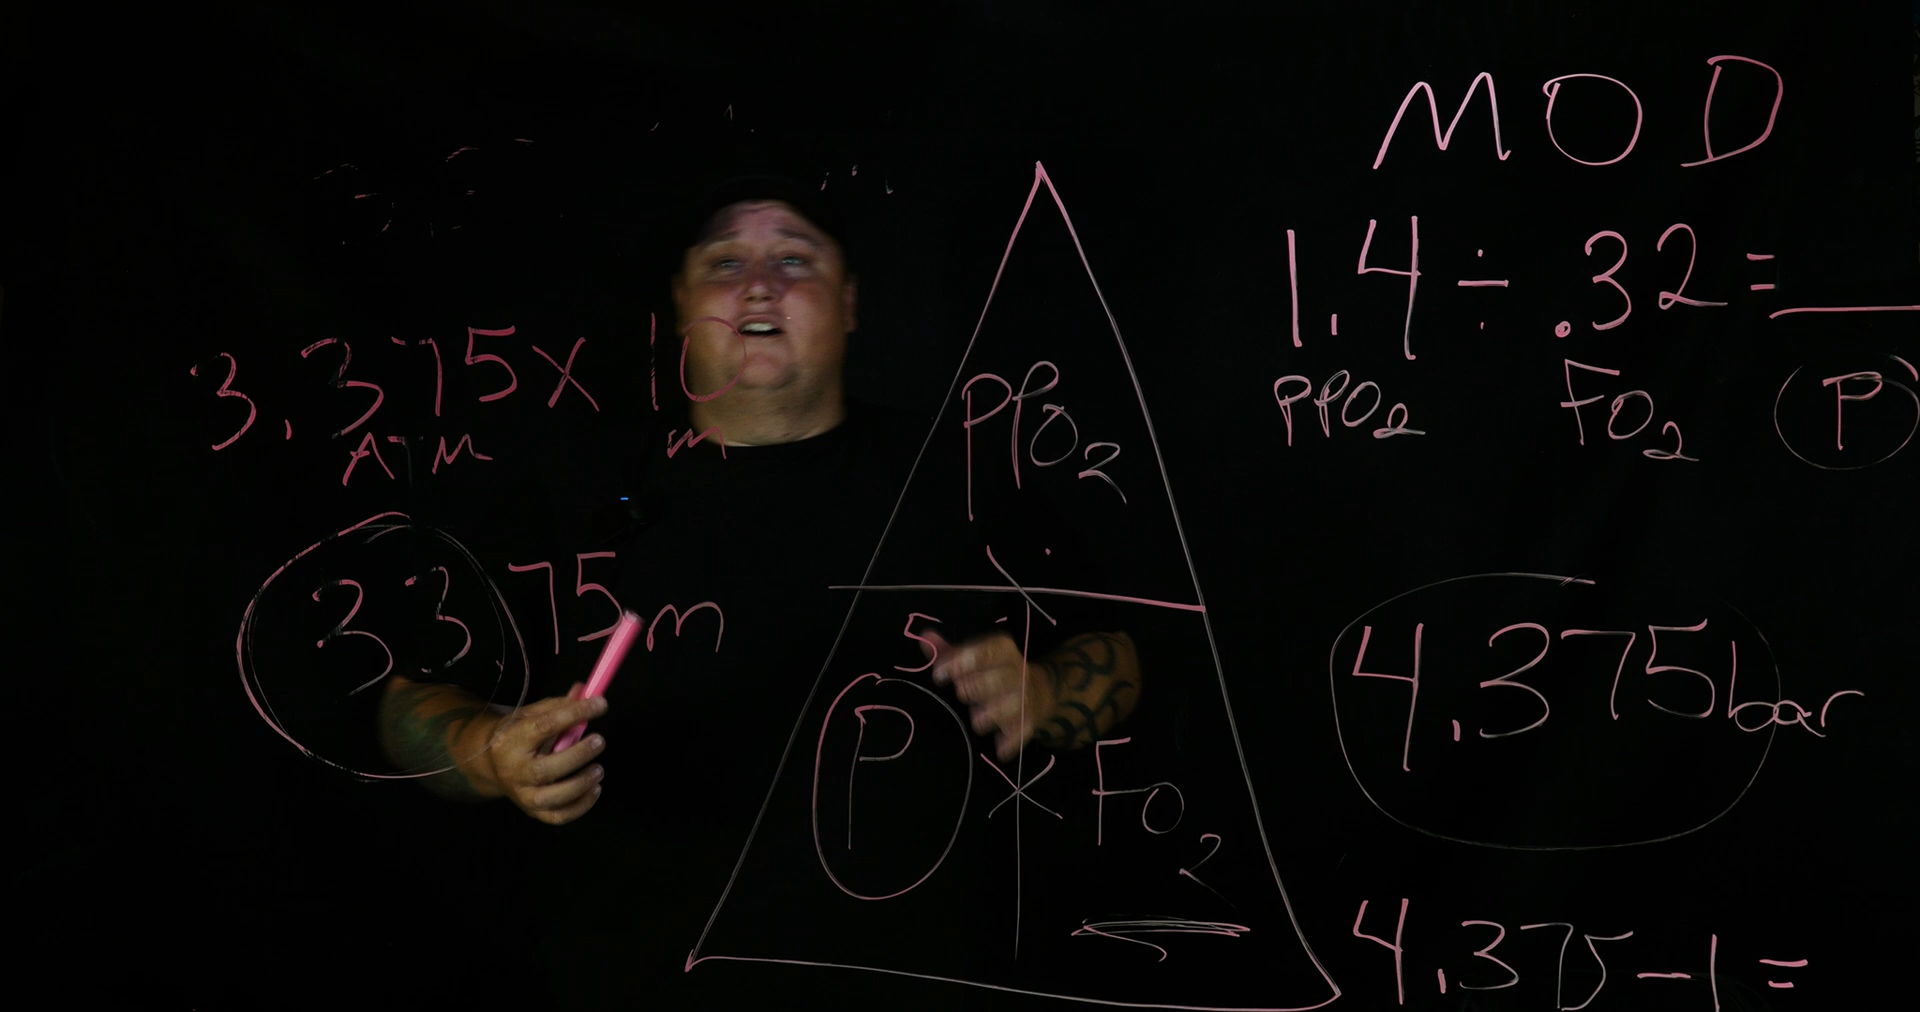 MOD
1.4 ÷ .32 =
PPO2 FO2 P
3.375 x 10
ATM m
33.75m
PPO2
÷
5
P x FO2
4.375bar
4.375 - 1 =